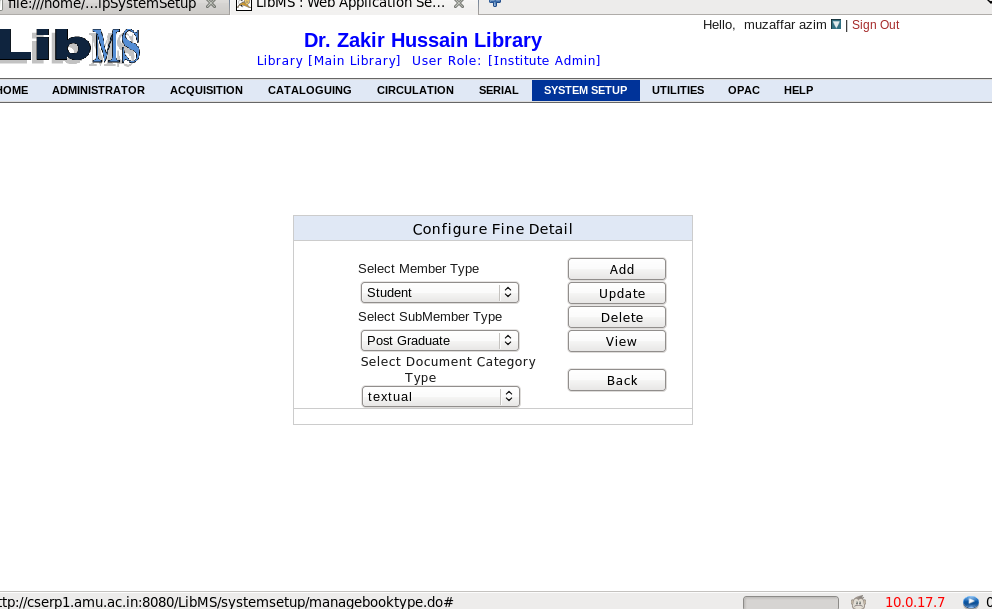 file:///home/...lpSystemSetup LibMS : Web Application Se...
Hello, muzaffar azim | Sign Out
LibMS
Dr. Zakir Hussain Library
Library [Main Library] User Role: [Institute Admin]
HOME ADMINISTRATOR ACQUISITION CATALOGUING CIRCULATION SERIAL SYSTEM SETUP UTILITIES OPAC HELP
Configure Fine Detail
Select Member Type
Add
Student
Update
Select SubMember Type
Delete
Post Graduate
View
Select Document Category
Type
Back
textual
ttp://cserp1.amu.ac.in:8080/LibMS/systemsetup/managebooktype.do# 10.0.17.7